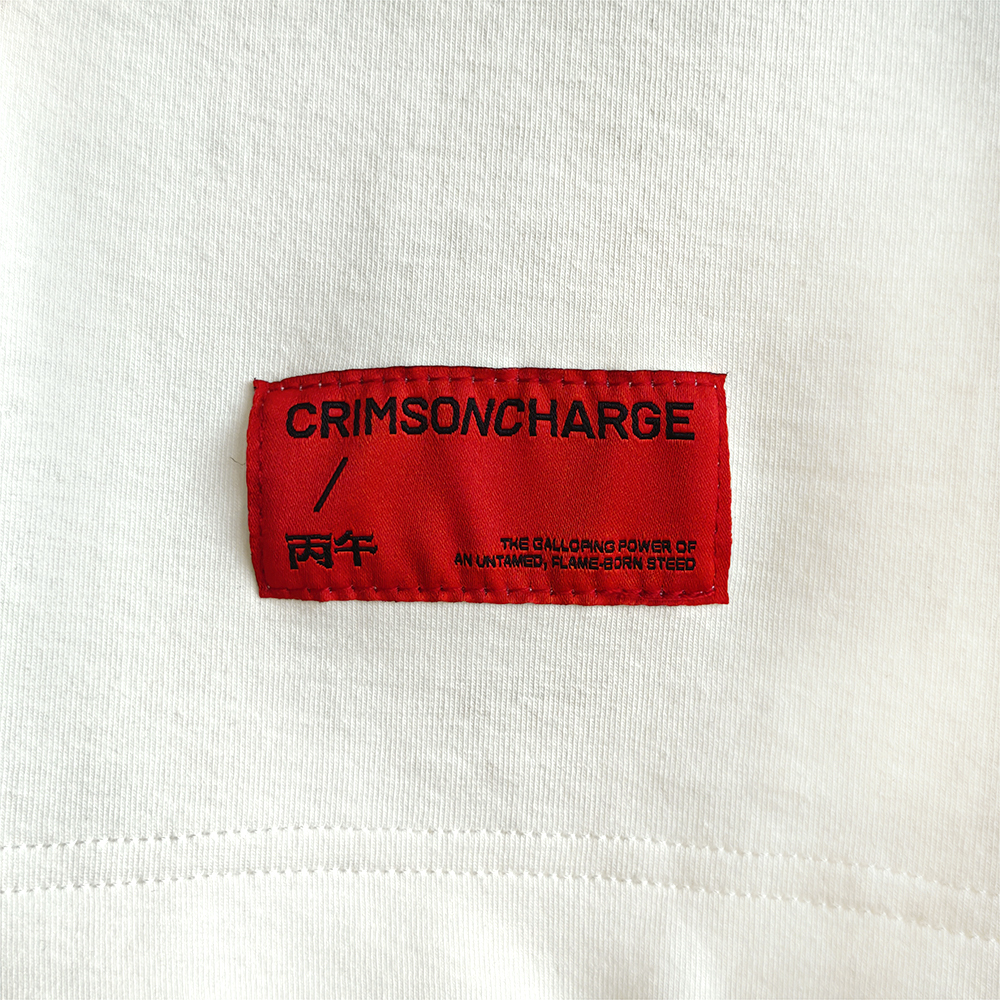 CRIMSONCHARGE
/
丙午
THE GALLOPING POWER OF
AN UNTAMED, FLAME-BORN STEED